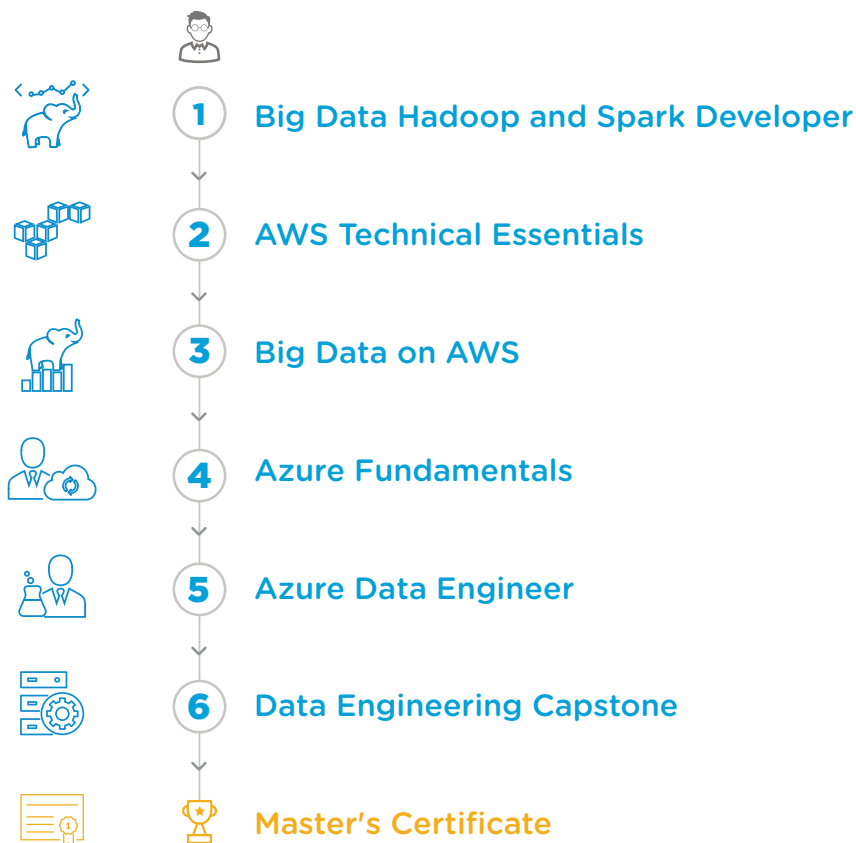 1 Big Data Hadoop and Spark Developer
2 AWS Technical Essentials
3 Big Data on AWS
4 Azure Fundamentals
5 Azure Data Engineer
6 Data Engineering Capstone
1 Master's Certificate